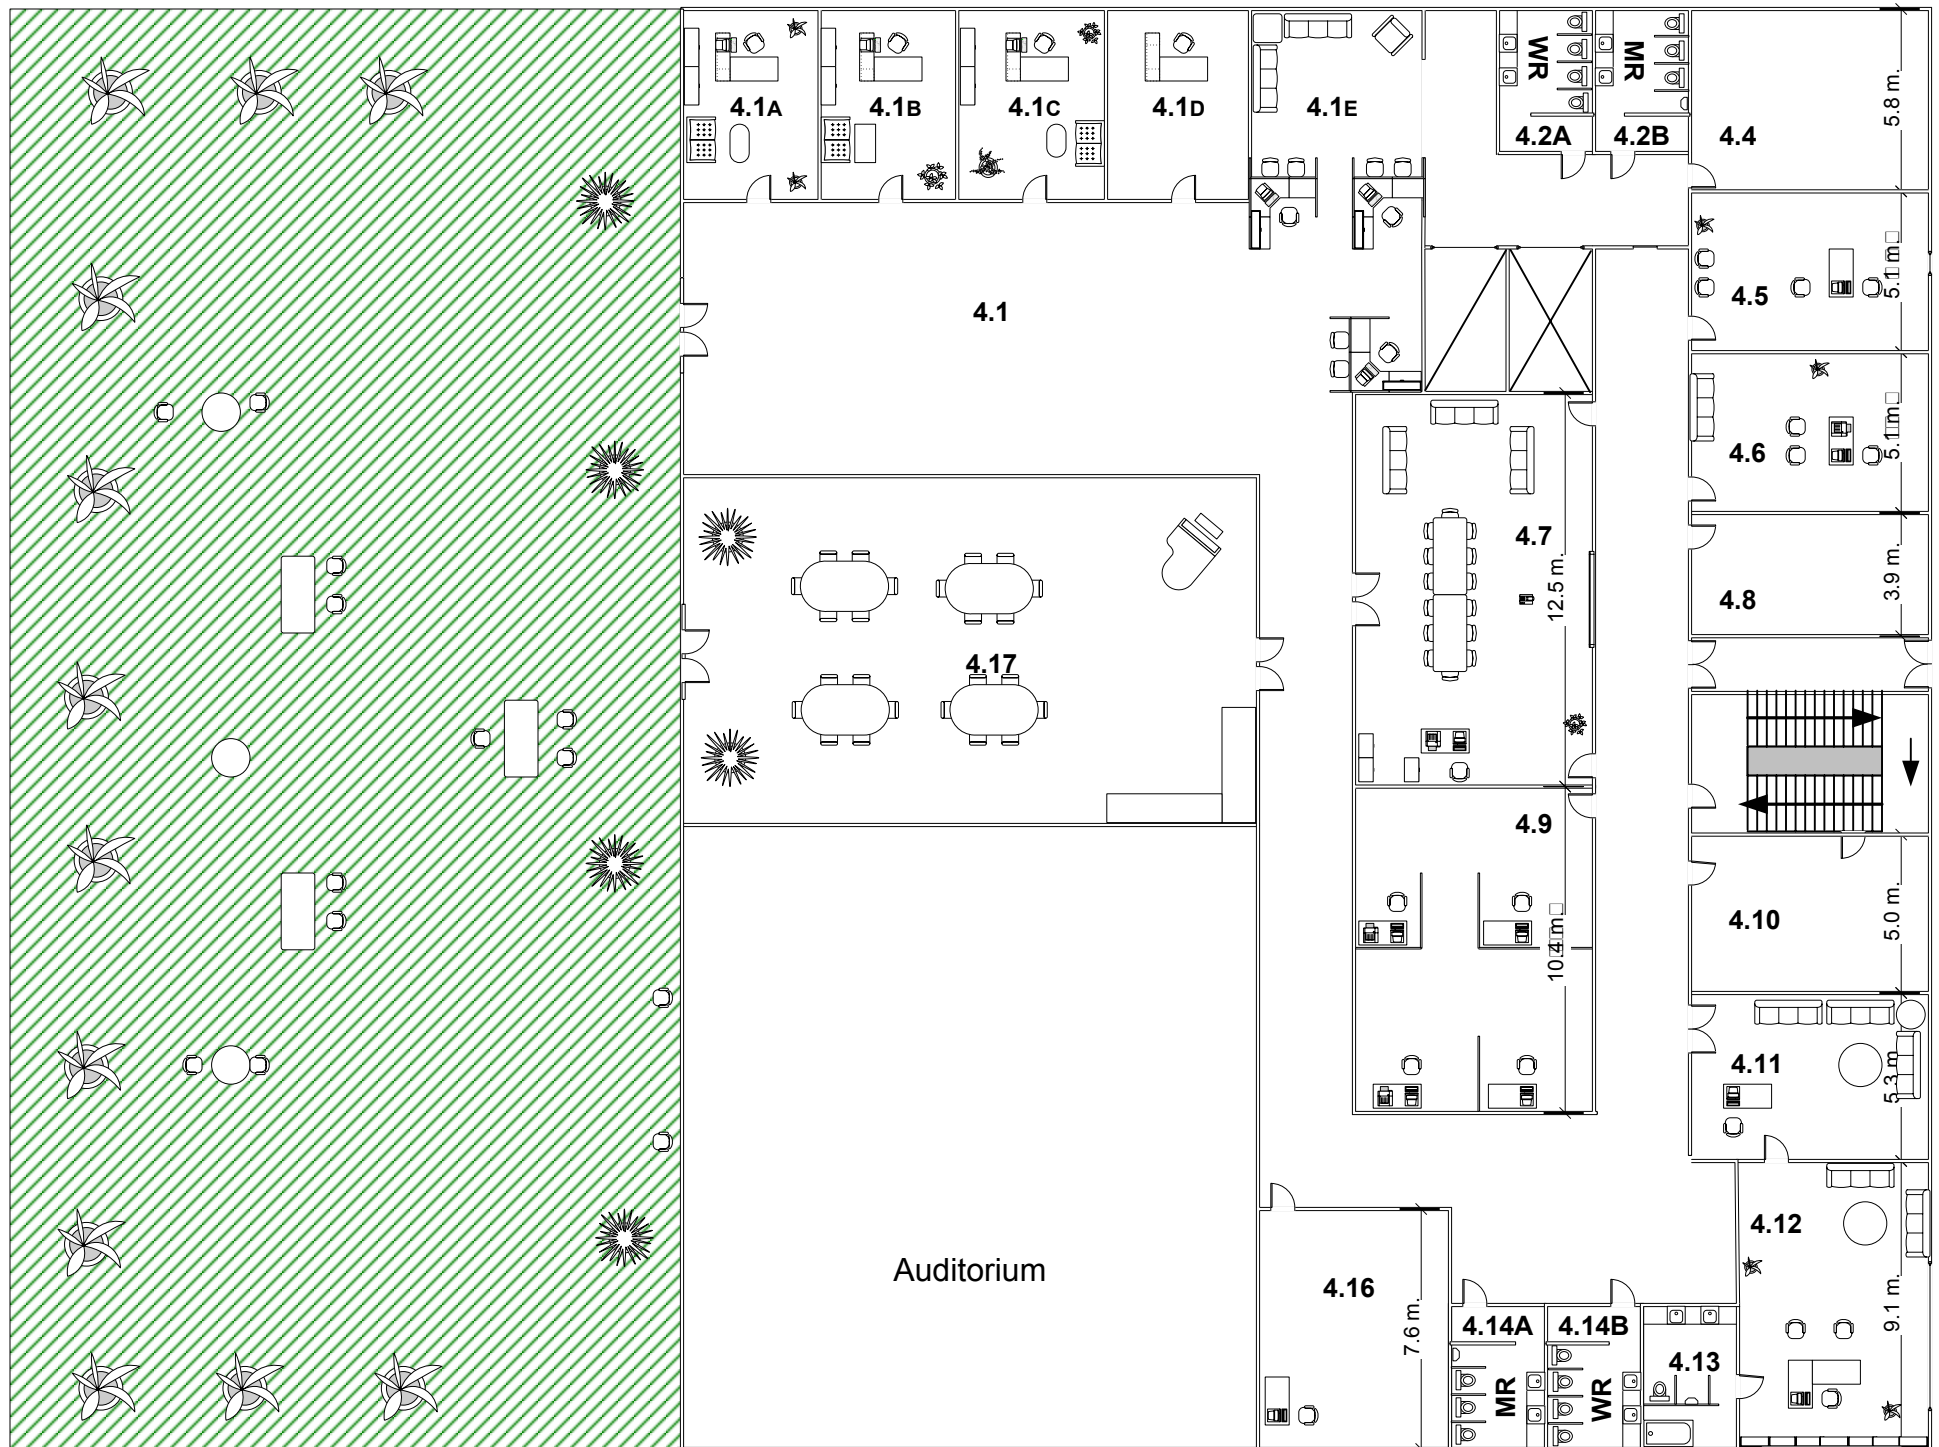 4.1A
4.1B
4.1C
4.1D
4.1E
WR
MR
4.2A
4.2B
4.4
5.8 m.
4.1
4.5
5.1 m.
4.6
5.1 m.
4.7
12.5 m.
4.8
3.9 m.
4.17
4.9
10.4 m.
4.10
5.0 m.
4.11
5.3 m
4.12
9.1 m.
Auditorium
4.16
7.6 m.
4.14A
4.14B
4.13
MR
WR